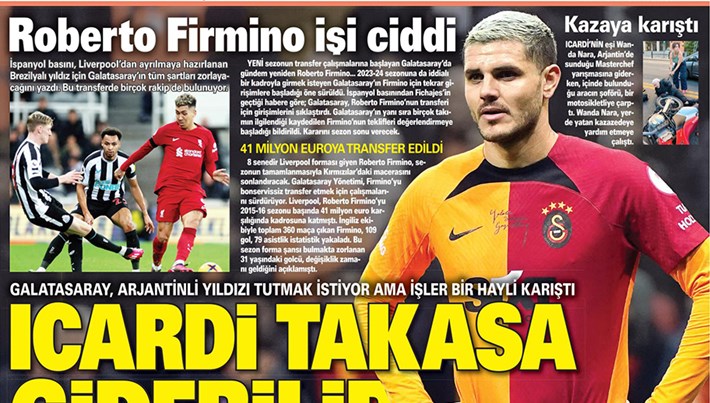 Roberto Firmino işi ciddi
İspanyol basını, Liverpool'dan ayrılmaya hazırlanan
Brezilyalı yıldız için Galatasaray'ın tüm şartları zorlaya-
cağını yazdı. Bu transferde birçok rakip de bulunuyor.
YENİ sezonun transfer çalışmalarına başlayan Galatasaray'da
gündem yeniden Roberto Firmino... 2023-24 sezonuna da iddialı
bir kadroyla girmek isteyen Galatasaray'ın Firmino için tekrar gi-
rişimlere başladığı öne sürüldü. İspanyol basınından Fichajes'in
geçtiği habere göre; Galatasaray, Roberto Firmino'nun transferi
için girişimlerini sıklaştırdı. Galatasaray'ın yanı sıra birçok takı-
mın ilgilendiği kaydedilen Firmino'nun teklifleri değerlendirmeye
başladığı bildirildi. Kararını sezon sonu verecek.
41 MİLYON EUROYA TRANSFER EDİLDİ
8 senedir Liverpool forması giyen Roberto Firmino, se-
zonun tamamlanmasıyla Kırmızılar'daki macerasını
sonlandıracak. Galatasaray Yönetimi, Firmino'yu
bonservissiz transfer etmek için çalışmala-
rını sürdürüyor. Liverpool, Roberto Firmino'yu
2015-16 sezonu başında 41 milyon euro kar-
şılığında kadrosuna katmıştı. İngiliz eki-
biyle toplam 360 maça çıkan Firmino, 109
gol, 79 asistlik istatistik yakaladı. Bu
sezon forma şansı bulmakta zorlanan
31 yaşındaki golcü, değişiklik zama-
nı geldiğini açıklamıştı.
Kazaya karıştı
ICARDİ'NİN eşi Wan-
da Nara, Arjantin'de
sunduğu Masterchef
yarışmasına gider-
ken, içinde bulundu-
ğu aracın şoförü, bir
motosikletliye çarp-
tı. Wanda Nara, yer-
de yatan kazazedeye
yardım etmeye
çalıştı.
GALATASARAY, ARJANTİNLİ YILDIZI TUTMAK İSTİYOR AMA İŞLER BİR HAYLİ KARIŞTI
ICARDİ TAKASA
GİDEBİLİR